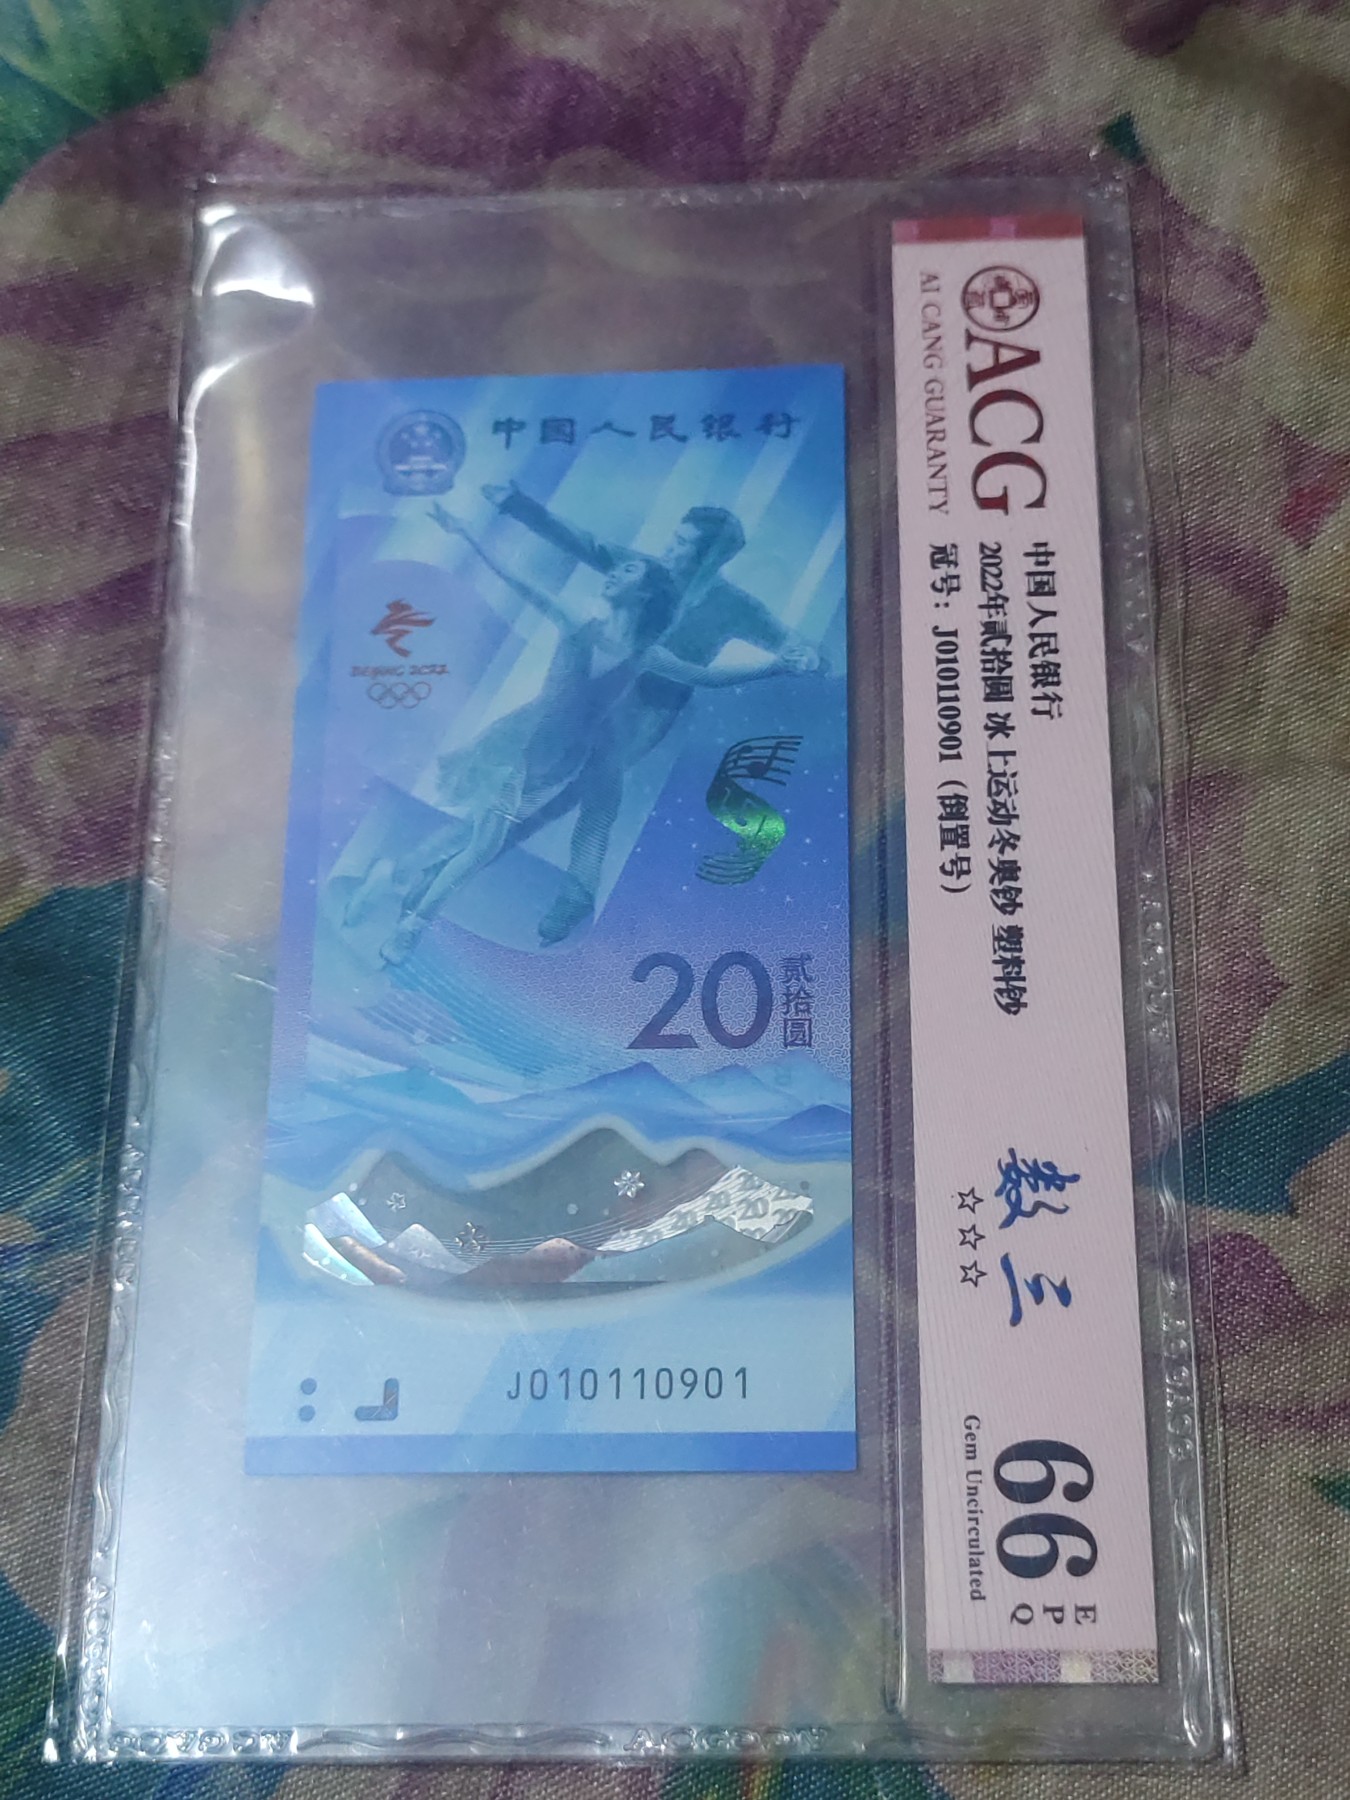 中国人民银行
BEIJING 2022
20
贰拾圆
J010110901
ACG
AI CANG GUARANTY
中国人民银行
2022年贰拾圆 冰上运动冬奥钞 塑料钞
冠号：J010110901（倒置号）
数三
☆☆☆
66
EPQ
Gem Uncirculated